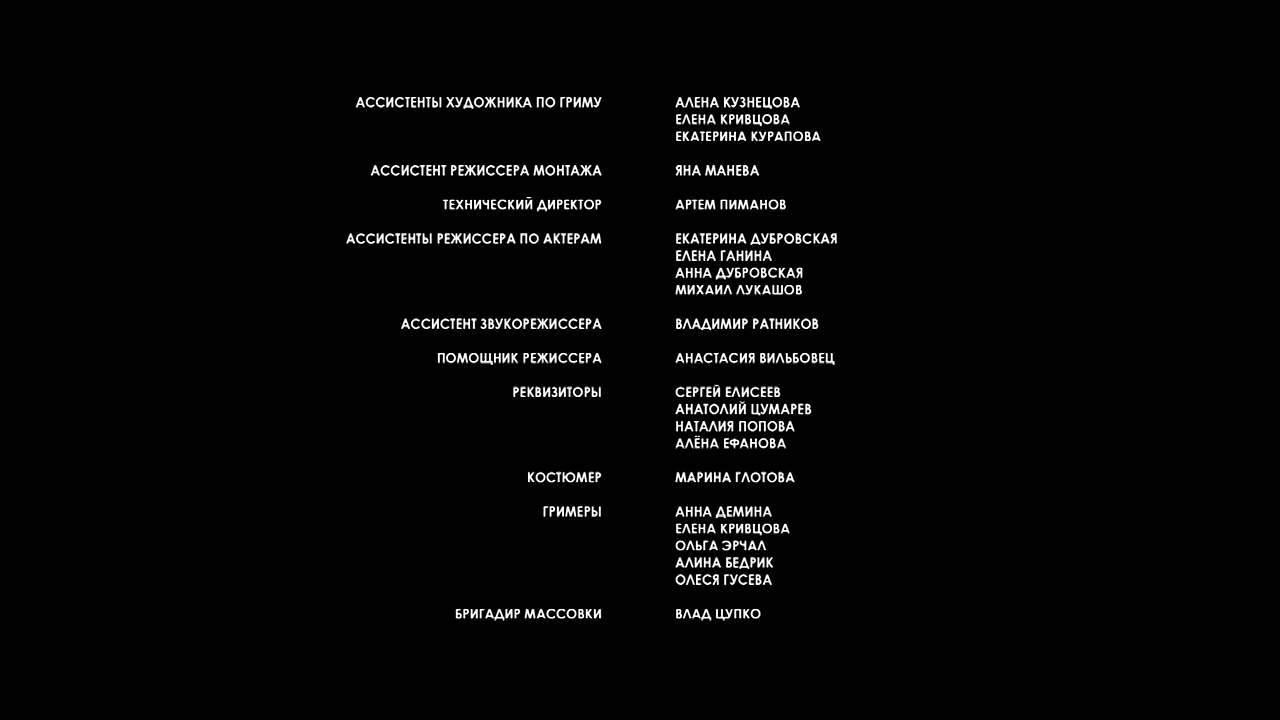 АССИСТЕНТЫ ХУДОЖНИКА ПО ГРИМУ АЛЕНА КУЗНЕЦОВА
ЕЛЕНА КРИВЦОВА
ЕКАТЕРИНА КУРАПОВА
АССИСТЕНТ РЕЖИССЕРА МОНТАЖА ЯНА МАНЕВА
ТЕХНИЧЕСКИЙ ДИРЕКТОР АРТЕМ ПИМАНОВ
АССИСТЕНТЫ РЕЖИССЕРА ПО АКТЕРАМ ЕКАТЕРИНА ДУБРОВСКАЯ
ЕЛЕНА ГАНИНА
АННА ДУБРОВСКАЯ
МИХАИЛ ЛУКАШОВ
АССИСТЕНТ ЗВУКОРЕЖИССЕРА ВЛАДИМИР РАТНИКОВ
ПОМОЩНИК РЕЖИССЕРА АНАСТАСИЯ ВИЛЬБОВЕЦ
РЕКВИЗИТОРЫ СЕРГЕЙ ЕЛИСЕЕВ
АНАТОЛИЙ ЦУМАРЕВ
НАТАЛИЯ ПОПОВА
АЛЁНА ЕФАНОВА
КОСТЮМЕР МАРИНА ГЛОТОВА
ГРИМЕРЫ АННА ДЕМИНА
ЕЛЕНА КРИВЦОВА
ОЛЬГА ЭРЧАЛ
АЛИНА БЕДРИК
ОЛЕСЯ ГУСЕВА
БРИГАДИР МАССОВКИ ВЛАД ЦУПКО